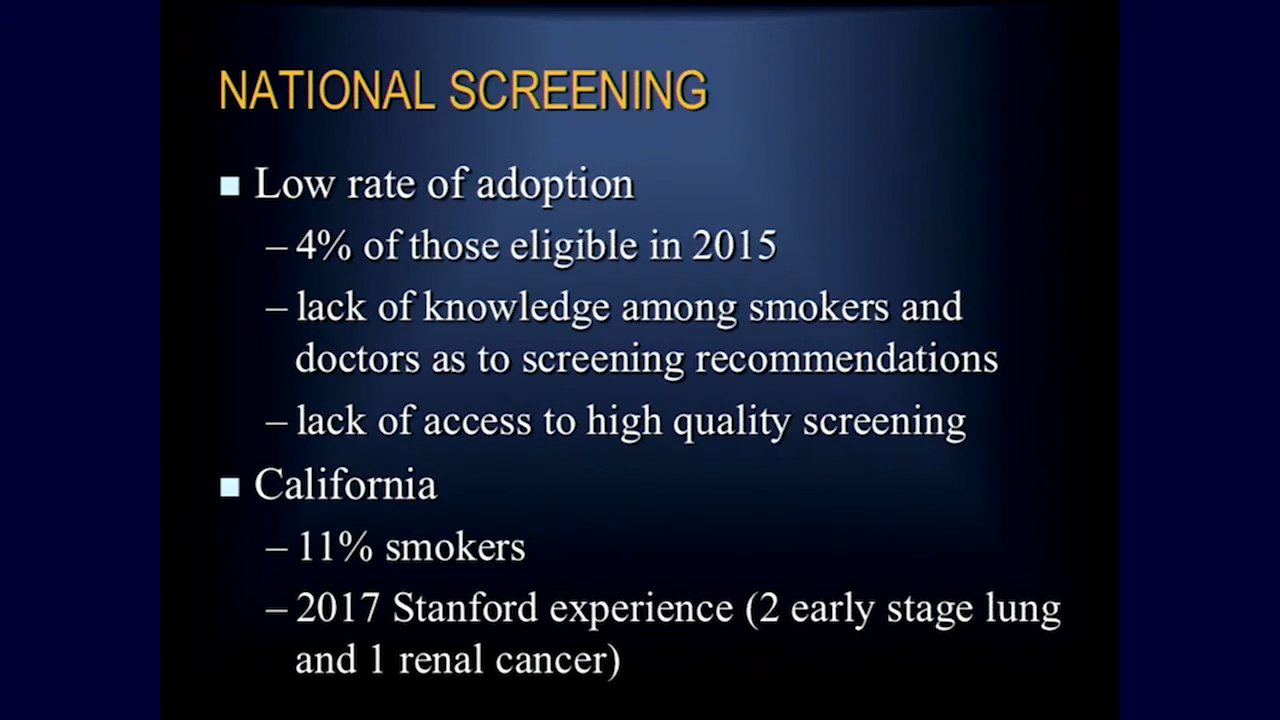 NATIONAL SCREENING
■ Low rate of adoption
– 4% of those eligible in 2015
– lack of knowledge among smokers and
doctors as to screening recommendations
– lack of access to high quality screening
■ California
– 11% smokers
– 2017 Stanford experience (2 early stage lung
and 1 renal cancer)